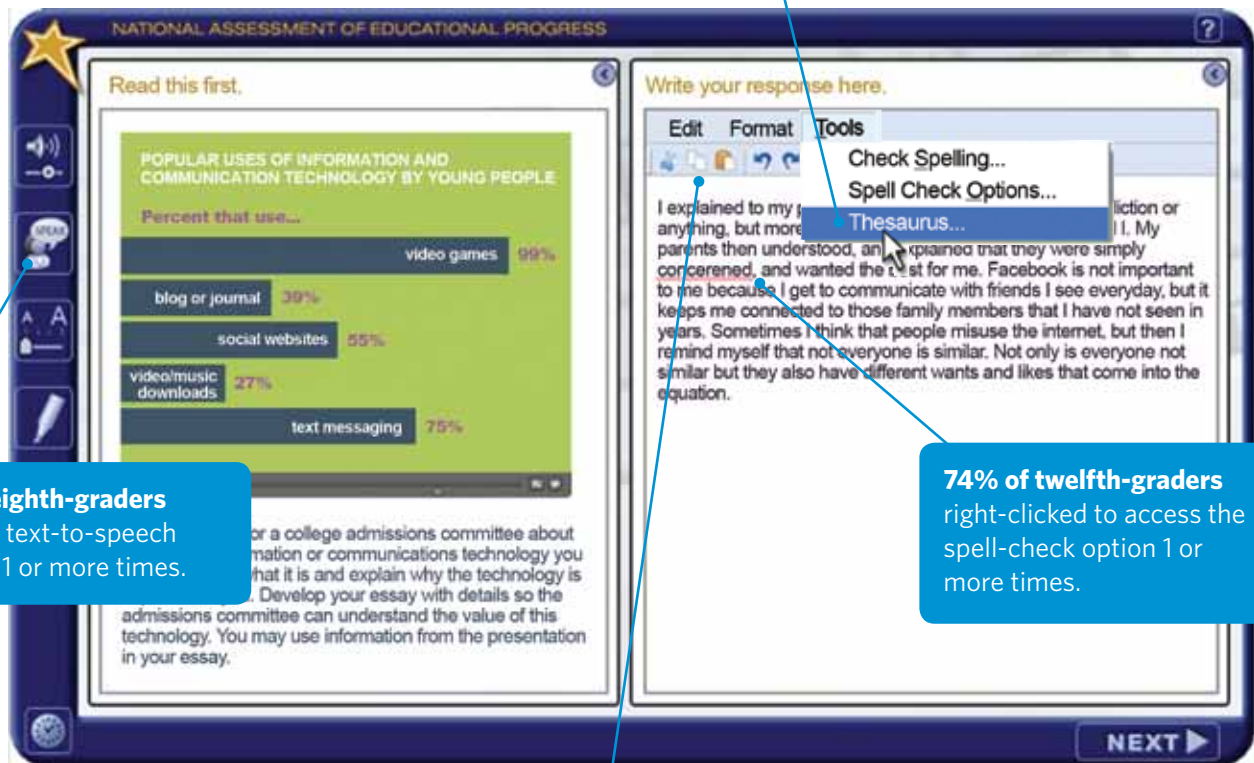 NATIONAL ASSESSMENT OF EDUCATIONAL PROGRESS
?
Read this first.
POPULAR USES OF INFORMATION AND
COMMUNICATION TECHNOLOGY BY YOUNG PEOPLE
Percent that use...
video games 99%
blog or journal 39%
social websites 55%
video/music
downloads 27%
text messaging 75%
or a college admissions committee about
mation or communications technology you
hat it is and explain why the technology is
. Develop your essay with details so the
admissions committee can understand the value of this
technology. You may use information from the presentation
in your essay.
SPEAK
A A
eighth-graders
text-to-speech
1 or more times.
Write your response here.
Edit Format Tools
Check Spelling...
Spell Check Options...
Thesaurus...
I explained to my liction or
anything, but more I. My
parents then understood, explained that they were simply
concerened, and wanted the for me. Facebook is not important
to me because I get to communicate with friends I see everyday, but it
keeps me connected to those family members that I have not seen in
years. Sometimes I think that people misuse the internet, but then I
remind myself that not everyone is similar. Not only is everyone not
similar but they also have different wants and likes that come into the
equation.
74% of twelfth-graders
right-clicked to access the
spell-check option 1 or
more times.
NEXT